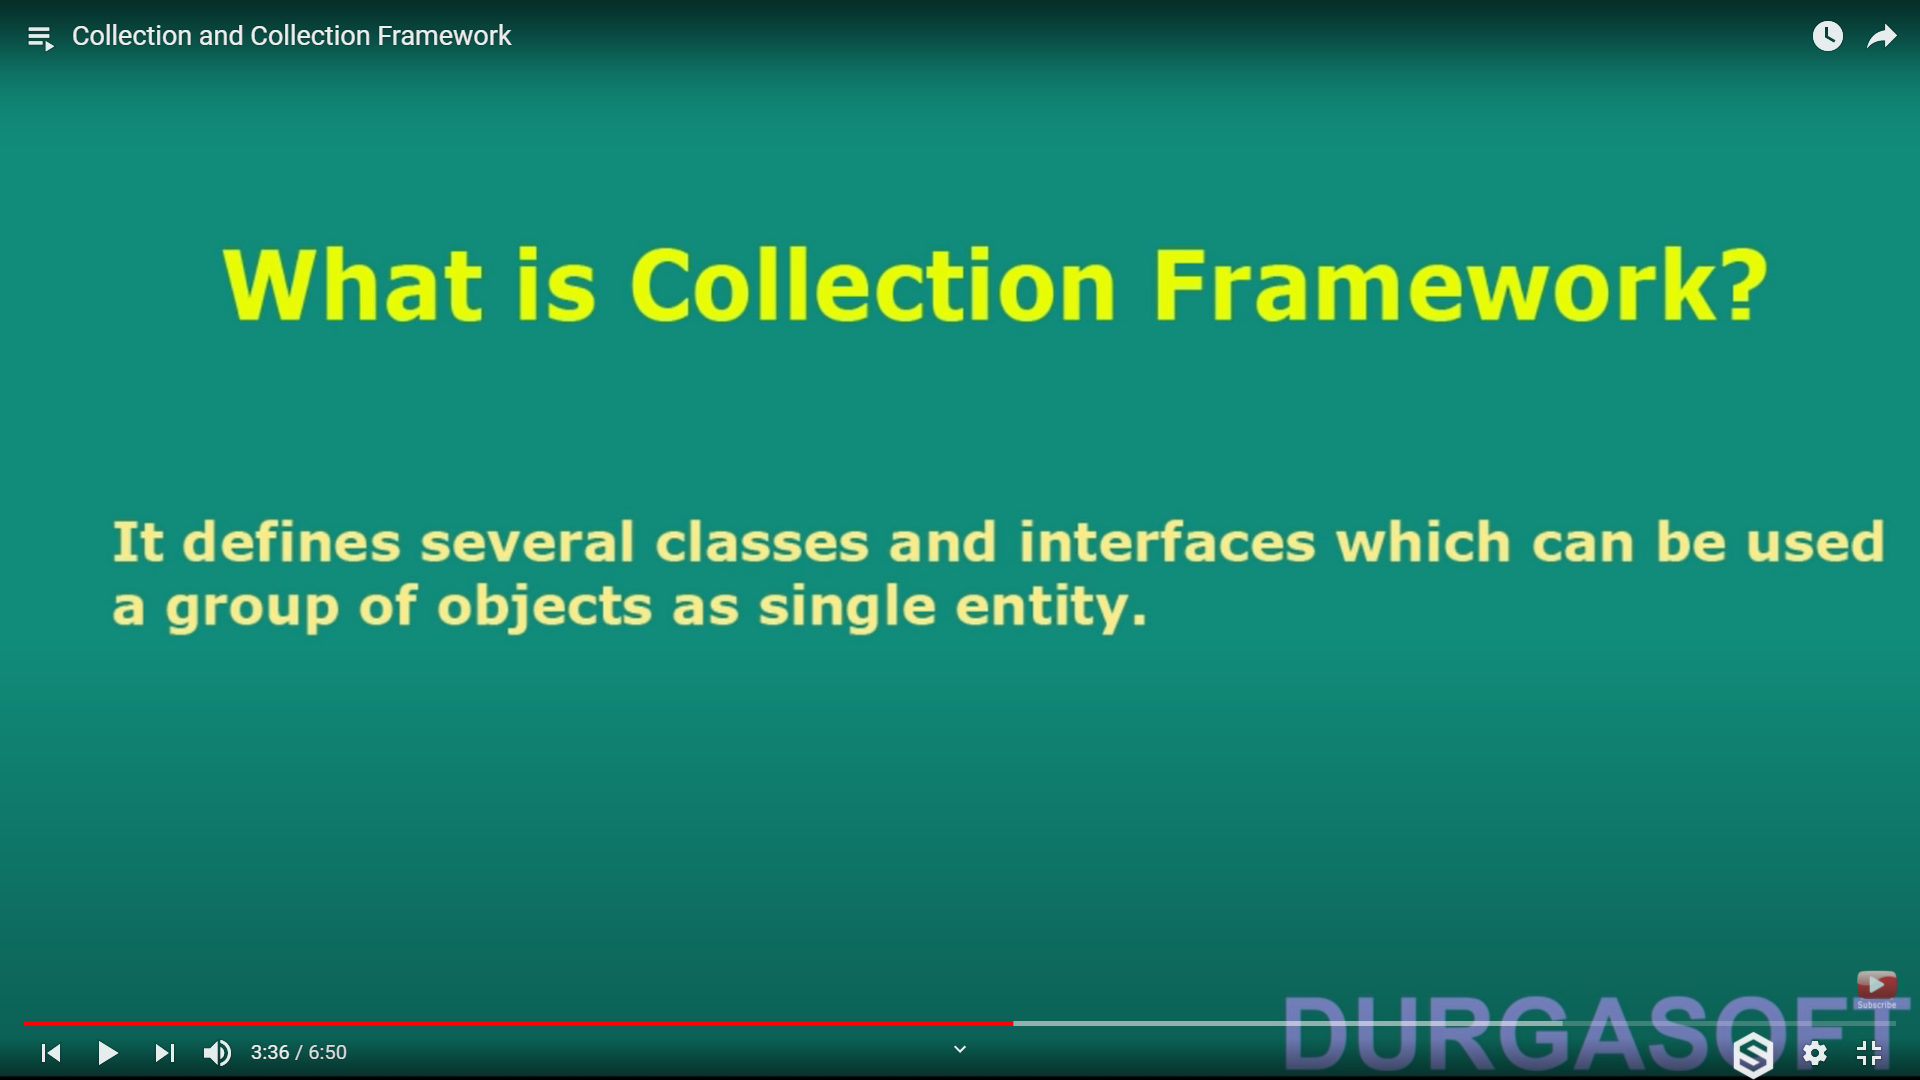 Collection and Collection Framework
What is Collection Framework?
It defines several classes and interfaces which can be used
a group of objects as single entity.
Subscribe
DURGASOFT
3:36 / 6:50